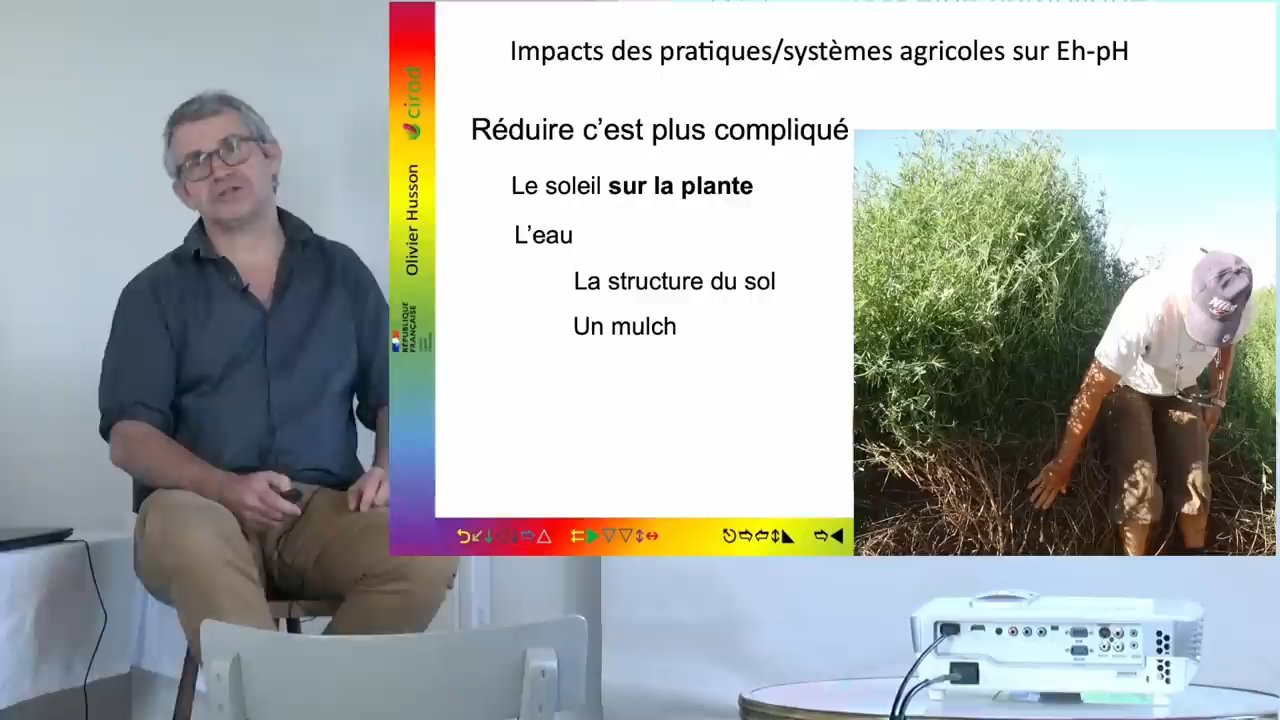 Impacts des pratiques/systèmes agricoles sur Eh-pH
cirad
Olivier Husson
RÉPUBLIQUE
FRANÇAISE
Réduire c’est plus compliqué
Le soleil sur la plante
L’eau
La structure du sol
Un mulch
NIKE